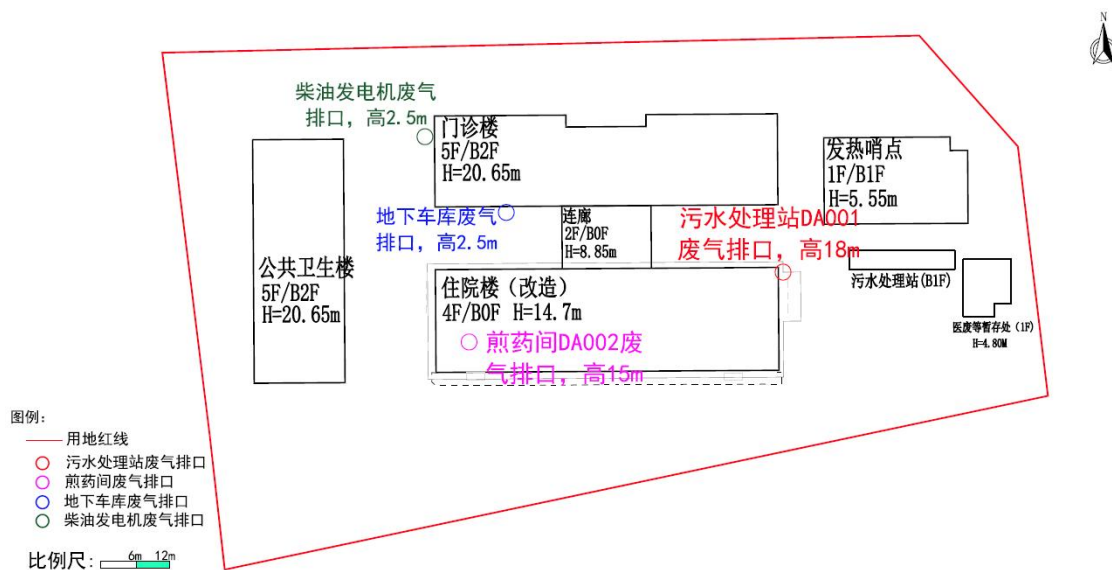 N
柴油发电机废气
排口，高2.5m
门诊楼
5F/B2F
H=20.65m
发热哨点
1F/B1F
H=5.55m
地下车库废气
排口，高2.5m
连廊
2F/B0F
H=8.85m
污水处理站DA001
废气排口，高18m
公共卫生楼
5F/B2F
H=20.65m
污水处理站(B1F)
住院楼（改造）
4F/B0F H=14.7m
医废等暂存处（1F）
H=4.80M
煎药间DA002废
气排口，高15m
图例：
用地红线
污水处理站废气排口
煎药间废气排口
地下车库废气排口
柴油发电机废气排口
比例尺：
6m 12m